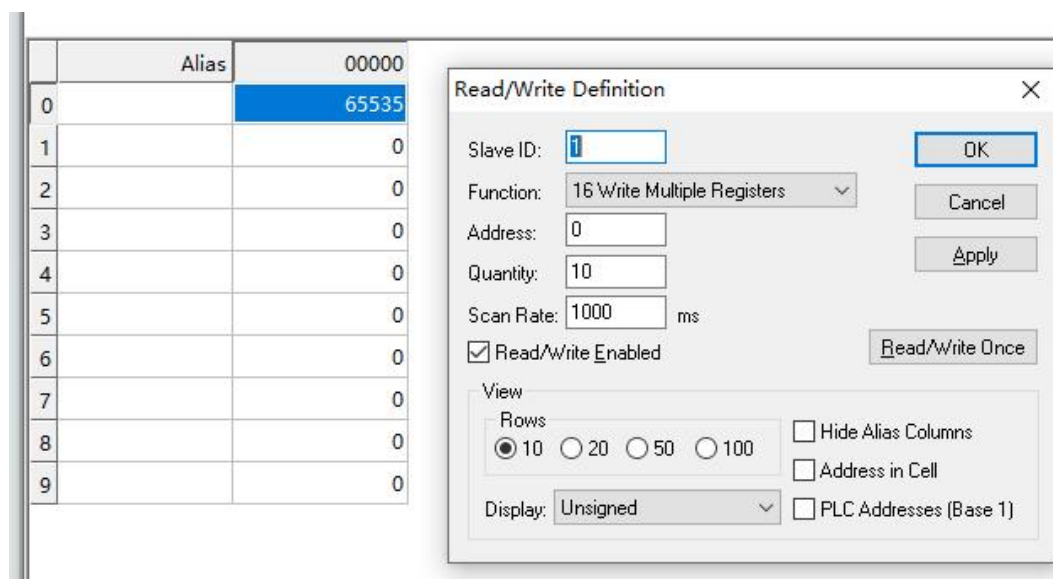 Alias 00000
0 65535
1 0
2 0
3 0
4 0
5 0
6 0
7 0
8 0
9 0
Read/Write Definition
Slave ID: 1
OK
Function: 16 Write Multiple Registers
Cancel
Address: 0
Apply
Quantity: 10
Scan Rate: 1000 ms
Read/Write Enabled
Read/Write Once
View
Rows
10 20 50 100
Hide Alias Columns
Address in Cell
Display: Unsigned
PLC Addresses (Base 1)